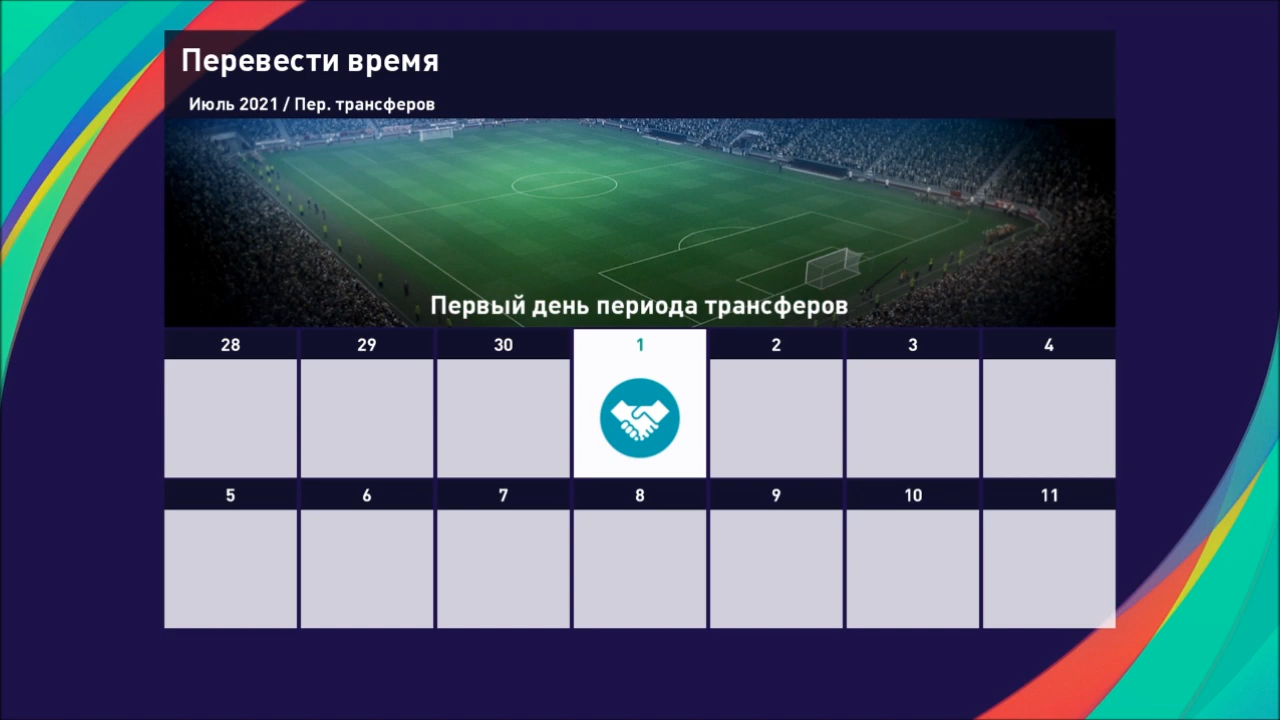 Перевести время
Июль 2021 / Пер. трансферов
Первый день периода трансферов
28 29 30 1 2 3 4
5 6 7 8 9 10 11